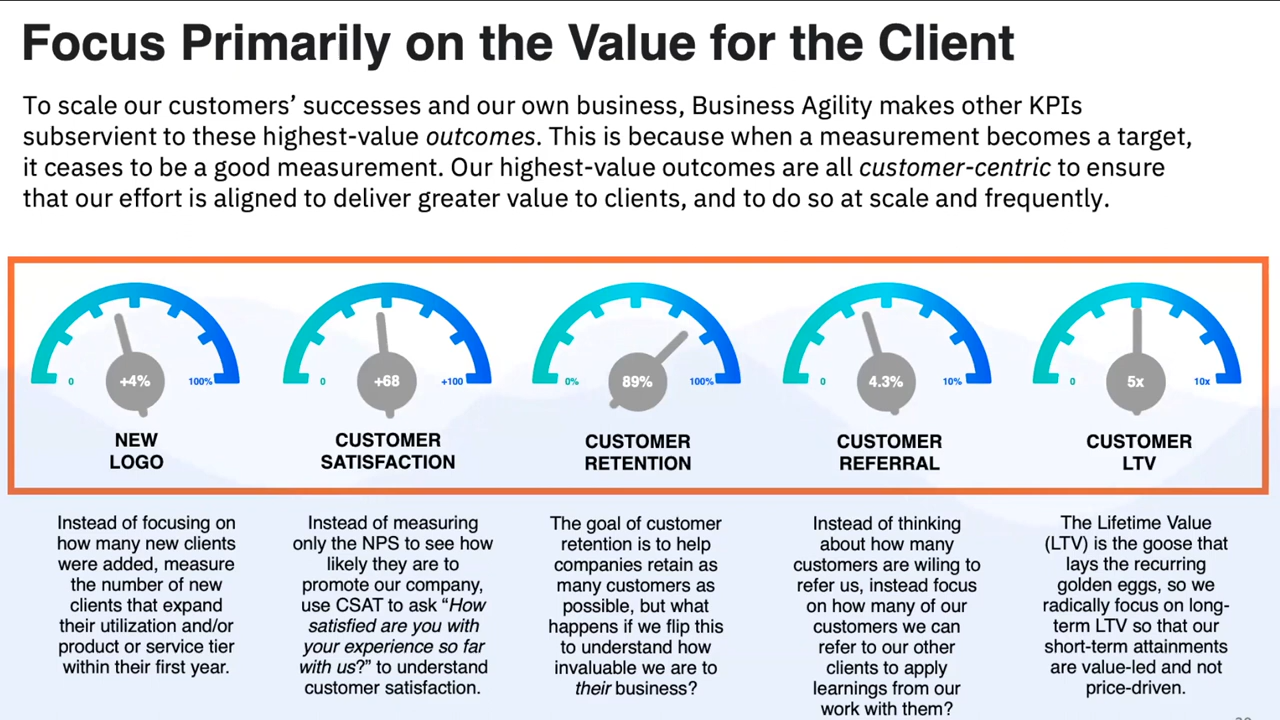 Focus Primarily on the Value for the Client
To scale our customers’ successes and our own business, Business Agility makes other KPIs
subservient to these highest-value outcomes. This is because when a measurement becomes a target,
it ceases to be a good measurement. Our highest-value outcomes are all customer-centric to ensure
that our effort is aligned to deliver greater value to clients, and to do so at scale and frequently.
0
+4%
100%
NEW
LOGO
0
+68
+100
CUSTOMER
SATISFACTION
0%
89%
100%
CUSTOMER
RETENTION
0
4.3%
10%
CUSTOMER
REFERRAL
0
5x
10x
CUSTOMER
LTV
Instead of focusing on
how many new clients
were added, measure
the number of new
clients that expand
their utilization and/or
product or service tier
within their first year.
Instead of measuring
only the NPS to see how
likely they are to
promote our company,
use CSAT to ask “How
satisfied are you with
your experience so far
with us?” to understand
customer satisfaction.
The goal of customer
retention is to help
companies retain as
many customers as
possible, but what
happens if we flip this
to understand how
invaluable we are to
their business?
Instead of thinking
about how many
customers are wiling to
refer us, instead focus
on how many of our
customers we can
refer to our other
clients to apply
learnings from our
work with them?
The Lifetime Value
(LTV) is the goose that
lays the recurring
golden eggs, so we
radically focus on long-
term LTV so that our
short-term attainments
are value-led and not
price-driven.